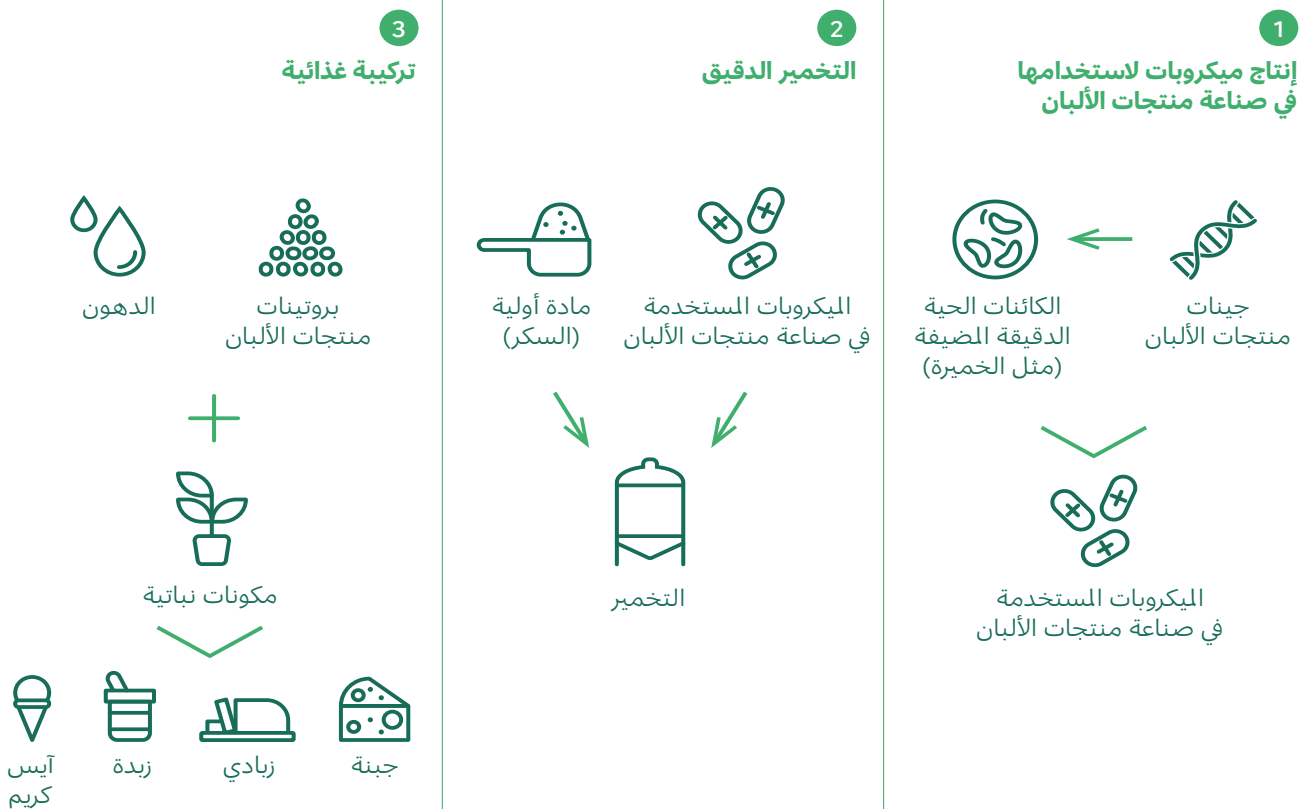 1
إنتاج ميكروبات لاستخدامها
في صناعة منتجات الألبان
جينات
منتجات الألبان
الكائنات الحية
الدقيقة المضيفة
(مثل الخميرة)
الميكروبات المستخدمة
في صناعة منتجات الألبان
2
التخمير الدقيق
الميكروبات المستخدمة
في صناعة منتجات الألبان
مادة أولية
(السكر)
التخمير
3
تركيبة غذائية
بروتينات
منتجات الألبان
الدهون
مكونات نباتية
جبنة
زبادي
زبدة
آيس
كريم